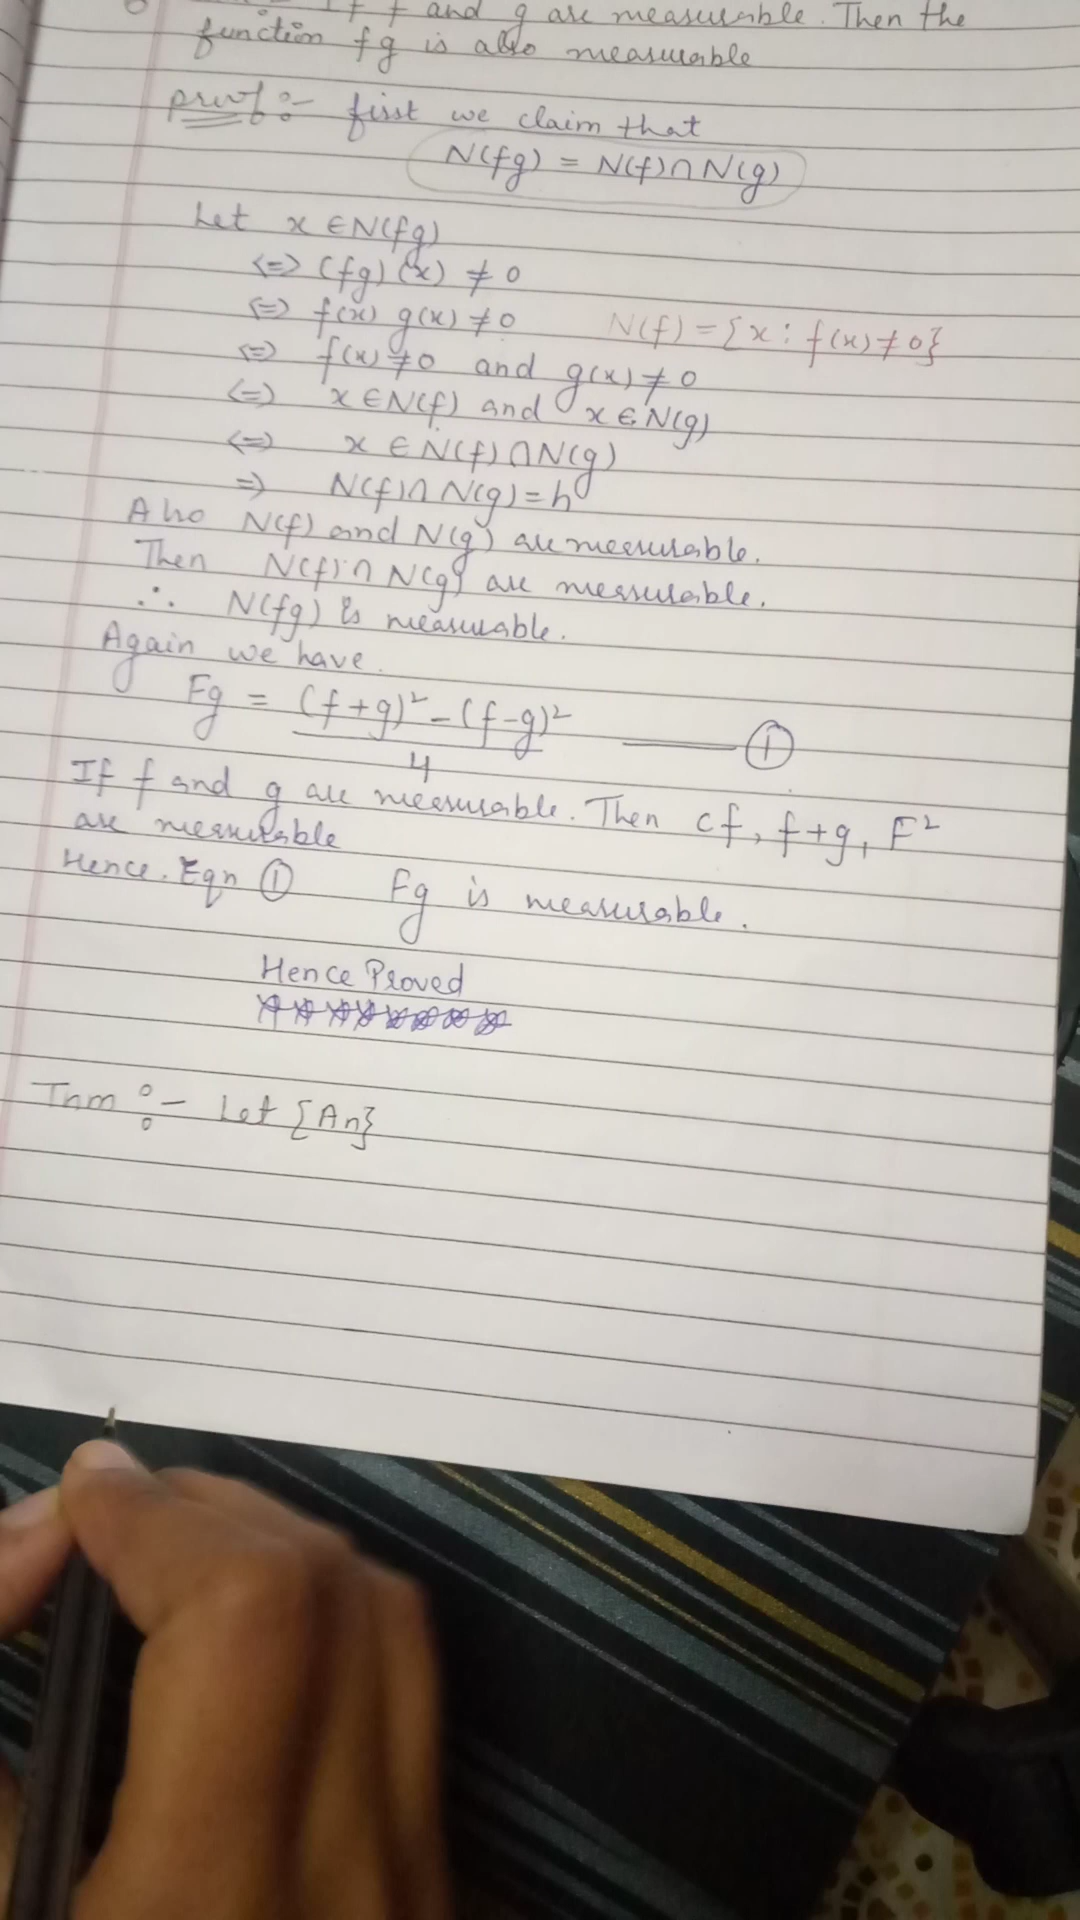 If f and g are measurable. Then the
function fg is also measurable
proof :- first we claim that
N(fg) = N(f)∩N(g)
Let x ∈N(fg)
<=> (fg)(x) ≠ 0
<=> f(x) g(x) ≠ 0
N(f) = {x : f(x) ≠ 0}
<=> f(x) ≠ 0 and g(x) ≠ 0
<=> x ∈N(f) and x ∈ N(g)
<=> x ∈ N(f)∩N(g)
=> N(f)∩ N(g) = h
Also N(f) and N(g) are measurable.
Then N(f)∩ N(g) are measurable.
∴ N(fg) is measurable.
Again we have.
Fg = (f+g)² - (f-g)² / 4 ——— ①
If f and g are measurable. Then cf, f+g, F²
are measurable
Hence. Eqn ① Fg is measurable.
Hence Proved
Thm :- Let {An}